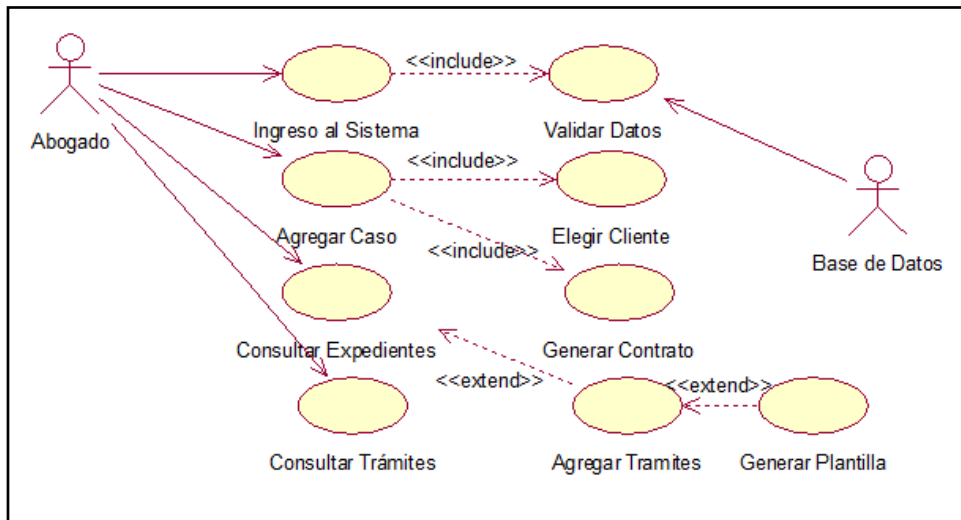 <<include>>
Abogado
Ingreso al Sistema
Validar Datos
<<include>>
Agregar Caso
Elegir Cliente
<<include>>
Base de Datos
Consultar Expedientes
Generar Contrato
<<extend>>
<<extend>>
Consultar Trámites
Agregar Tramites
Generar Plantilla